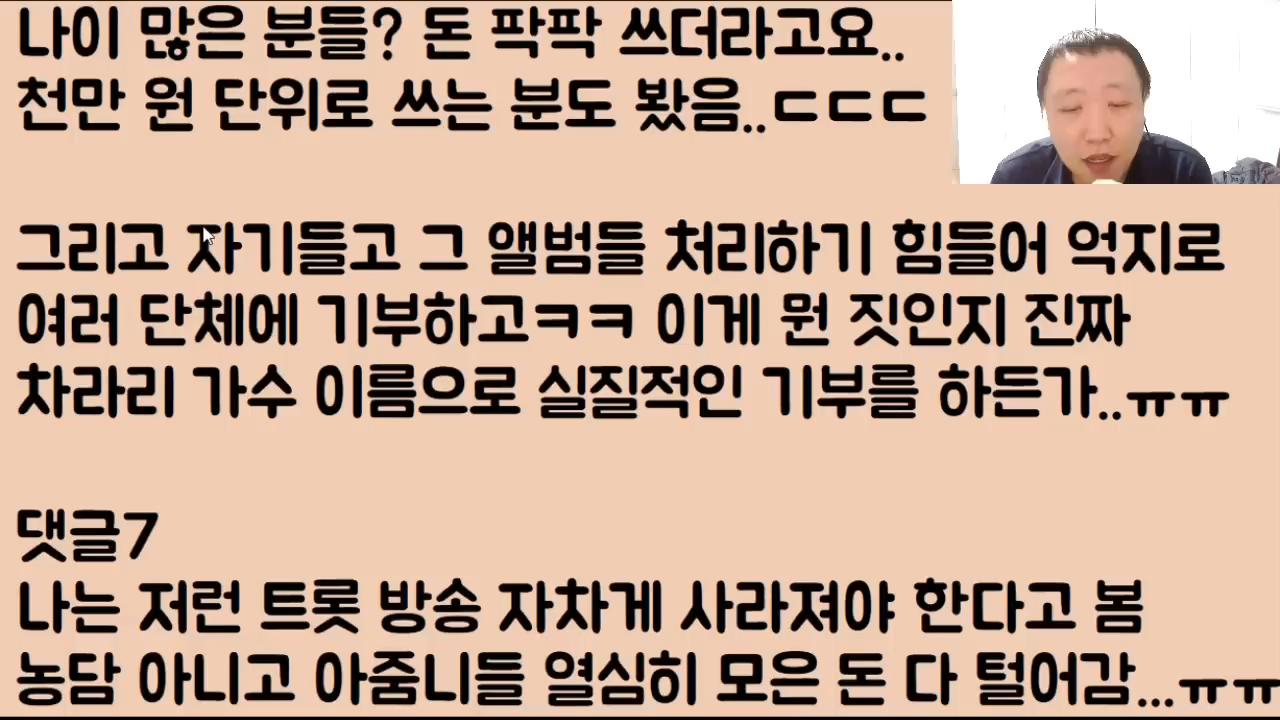 나이 많은 분들? 돈 팍팍 쓰더라고요..
천만 원 단위로 쓰는 분도 봤음..ㄷㄷㄷ
그리고 자기들고 그 앨범들 처리하기 힘들어 억지로
여러 단체에 기부하고ㅋㅋ 이게 뭔 짓인지 진짜
차라리 가수 이름으로 실질적인 기부를 하든가..ㅠㅠ
댓글7
나는 저런 트롯 방송 자차게 사라져야 한다고 봄
농담 아니고 아줌니들 열심히 모은 돈 다 털어감...ㅠㅠ